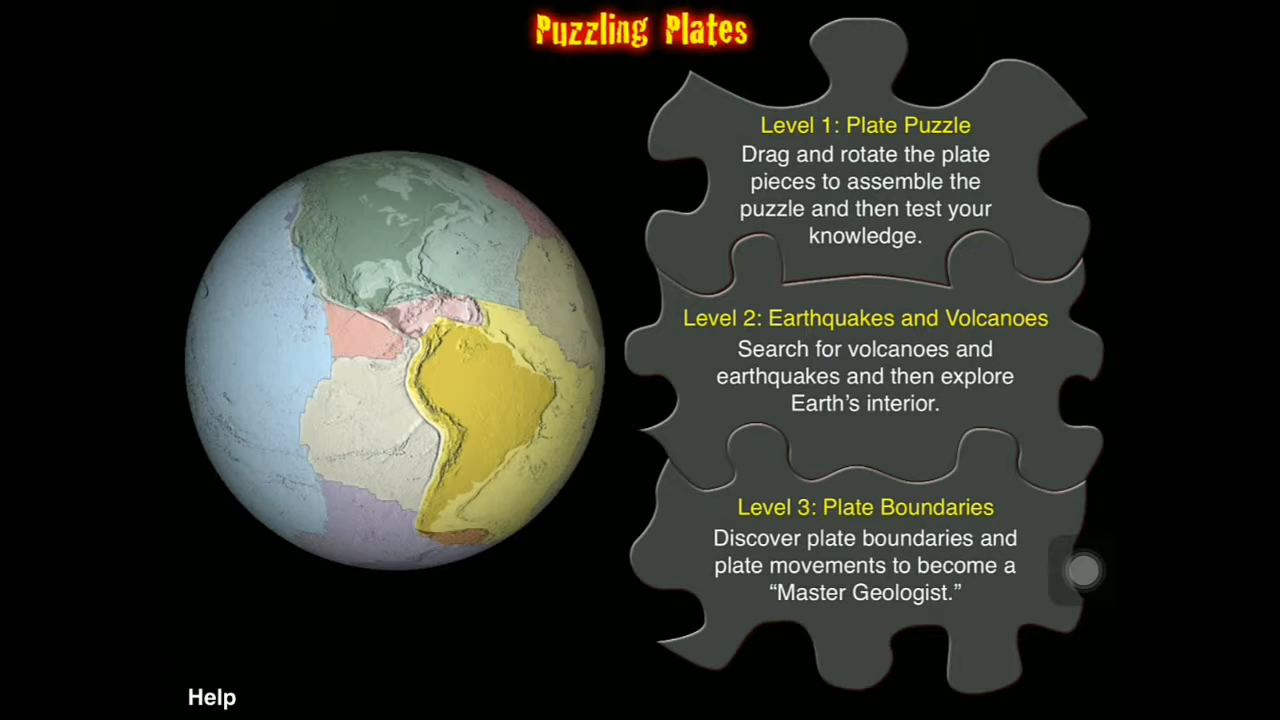 Puzzling Plates
Level 1: Plate Puzzle
Drag and rotate the plate
pieces to assemble the
puzzle and then test your
knowledge.
Level 2: Earthquakes and Volcanoes
Search for volcanoes and
earthquakes and then explore
Earth’s interior.
Level 3: Plate Boundaries
Discover plate boundaries and
plate movements to become a
“Master Geologist.”
Help